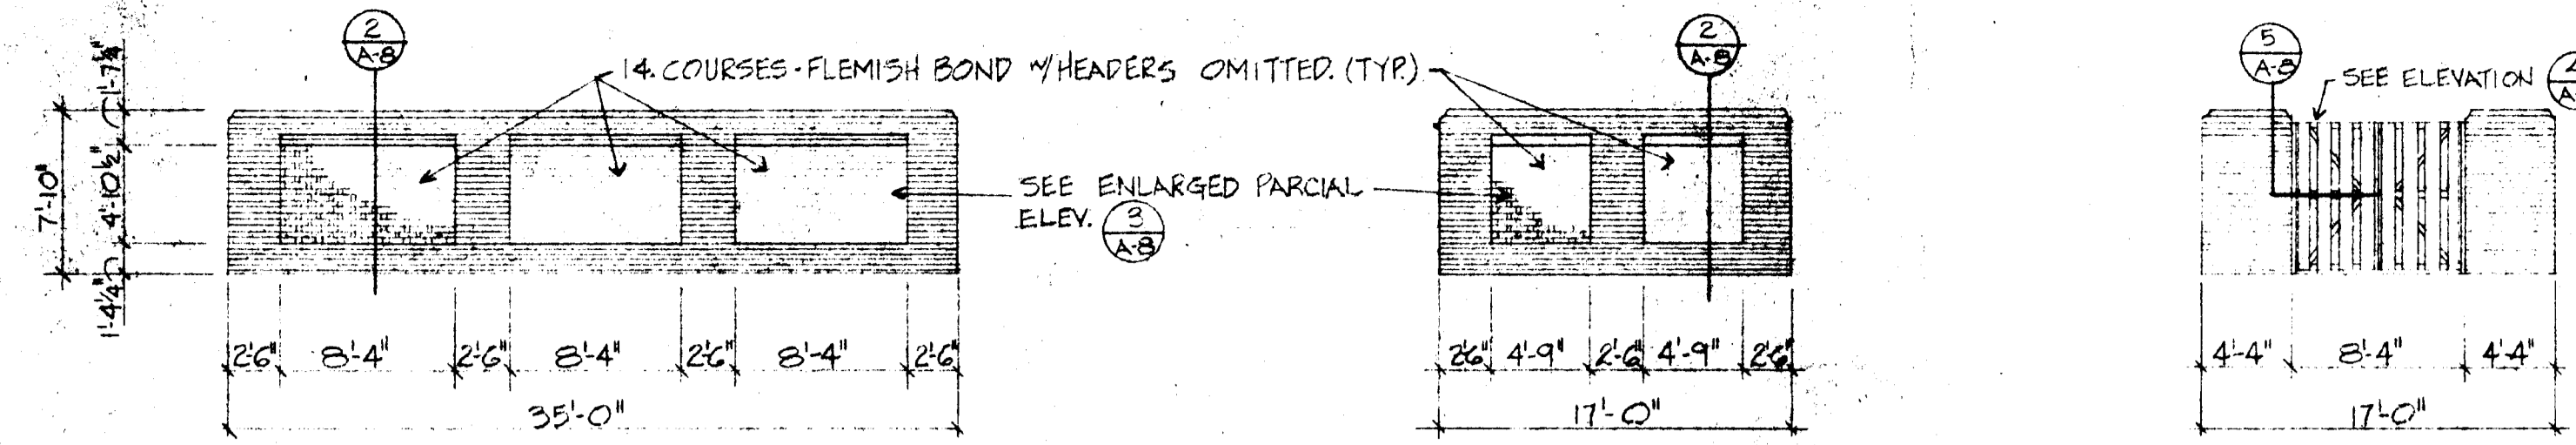 2
A-8
2
A-8
5
A-8
14. COURSES - FLEMISH BOND W/HEADERS OMITTED. (TYP.)
SEE ELEVATION
SEE ENLARGED PARCIAL
ELEV. 3
A-8
7'-10"
4'-10½"
1'-4¼"
2'6" 8'-4" 2'-6" 8'-4" 2'6" 8'-4" 2'-6"
35'-0"
2'6" 4'-9" 2'-6" 4'-9" 2'6"
17'-0"
4'-4" 8'-4" 4'-4"
17'-0"